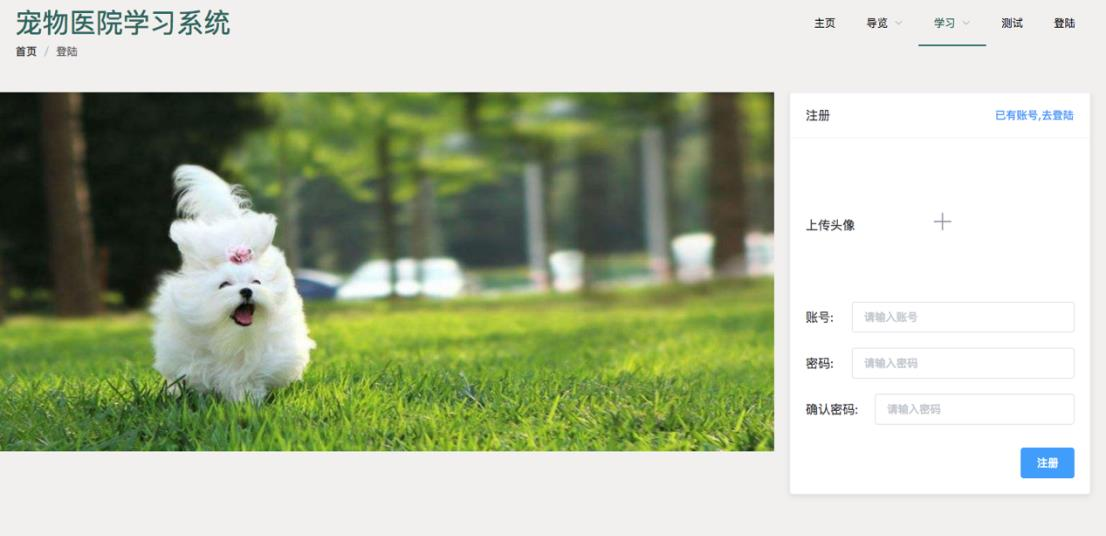 宠物医院学习系统
主页 导览 学习 测试 登陆
首页 / 登陆
注册 已有账号,去登陆
上传头像
账号: 请输入账号
密码: 请输入密码
确认密码: 请输入密码
注册